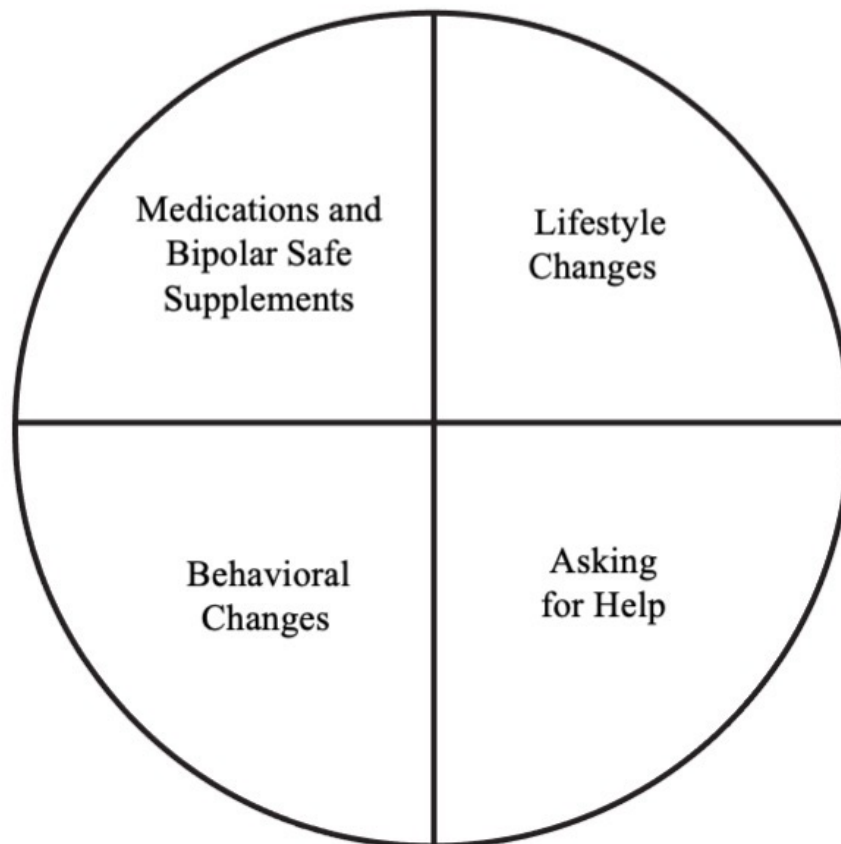 Medications and
Bipolar Safe
Supplements
Lifestyle
Changes
Behavioral
Changes
Asking
for Help